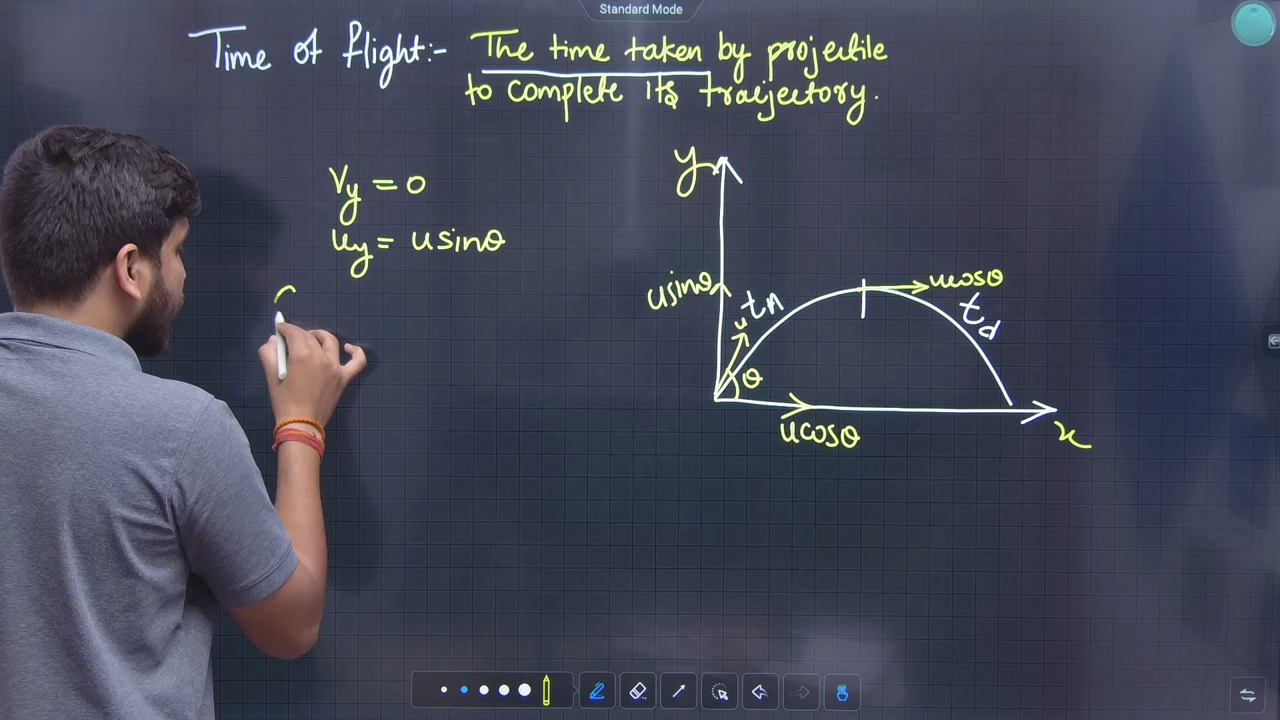 Standard Mode
Time of flight:- The time taken by projectile
to complete its trajectory.
Vy = 0
uy = usinθ
y
usinθ
u
θ
tA
ucosθ
td
ucosθ
x